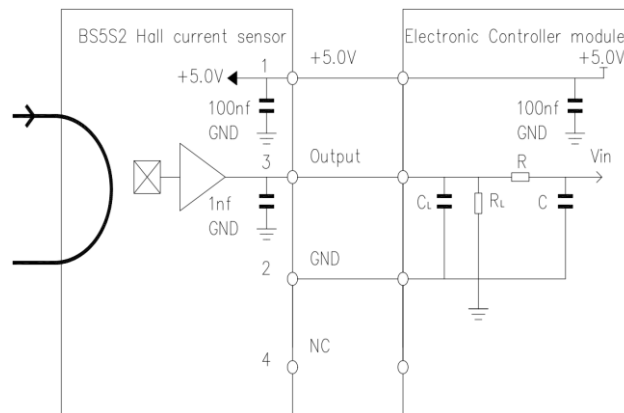 BS5S2 Hall current sensor
Electronic Controller module
+5.0V
1
+5.0V
+5.0V
100nf
GND
100nf
GND
3
Output
R
Vin
1nf
GND
CL
RL
C
2
GND
4
NC